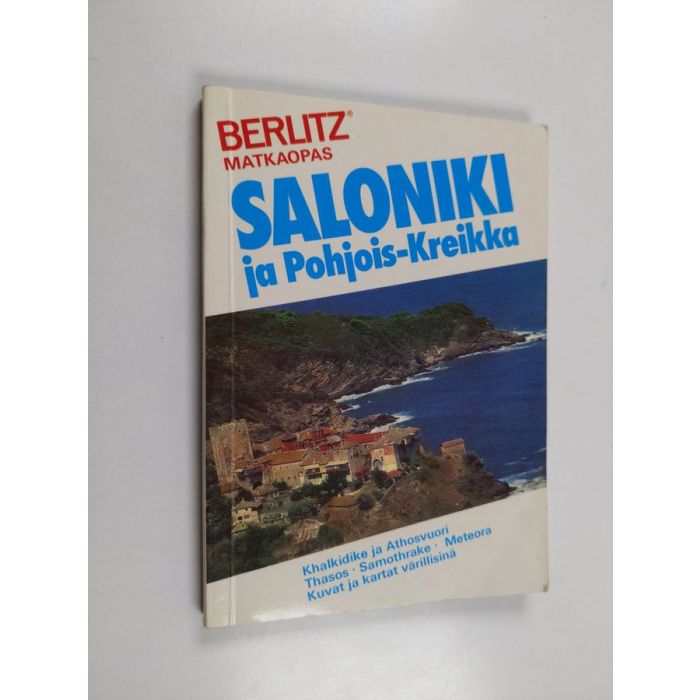 BERLITZ®
MATKAOPAS
SALONIKI
ja Pohjois-Kreikka
Khalkidike ja Athosvuori
Thasos · Samothrake · Meteora
Kuvat ja kartat värillisinä